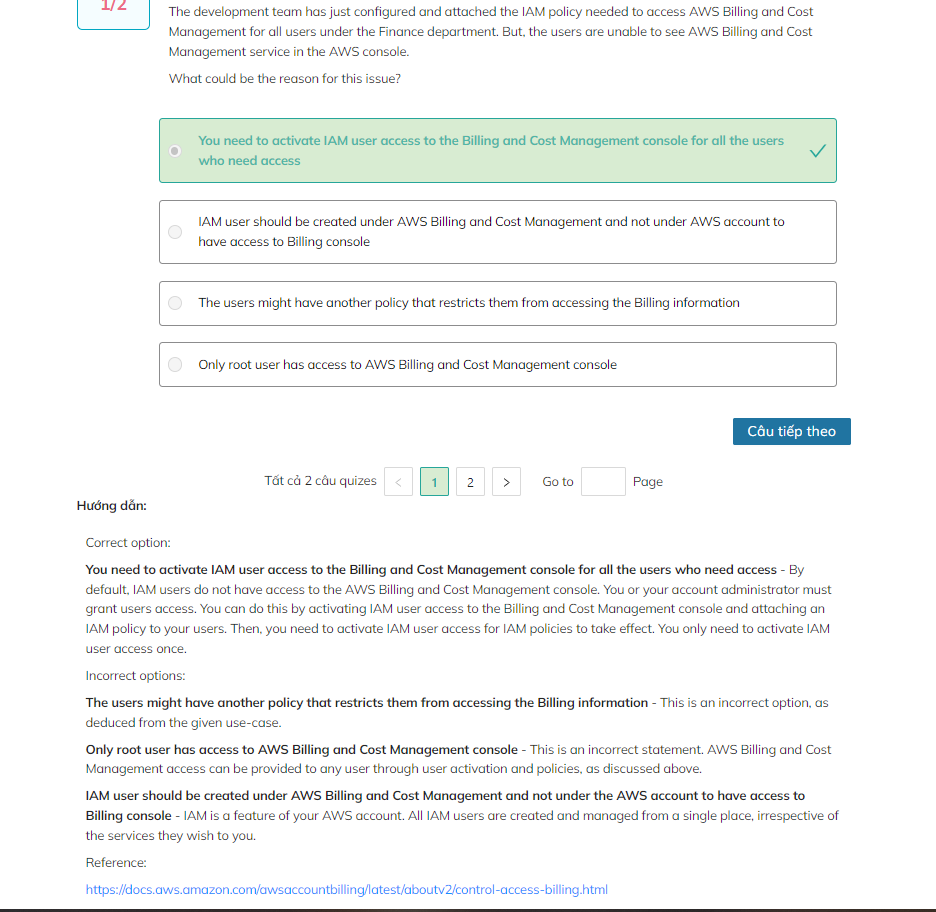 1/2
The development team has just configured and attached the IAM policy needed to access AWS Billing and Cost
Management for all users under the Finance department. But, the users are unable to see AWS Billing and Cost
Management service in the AWS console.
What could be the reason for this issue?
You need to activate IAM user access to the Billing and Cost Management console for all the users
who need access
IAM user should be created under AWS Billing and Cost Management and not under AWS account to
have access to Billing console
The users might have another policy that restricts them from accessing the Billing information
Only root user has access to AWS Billing and Cost Management console
Câu tiếp theo
Tất cả 2 câu quizes < 1 2 > Go to Page
Hướng dẫn:
Correct option:
You need to activate IAM user access to the Billing and Cost Management console for all the users who need access - By
default, IAM users do not have access to the AWS Billing and Cost Management console. You or your account administrator must
grant users access. You can do this by activating IAM user access to the Billing and Cost Management console and attaching an
IAM policy to your users. Then, you need to activate IAM user access for IAM policies to take effect. You only need to activate IAM
user access once.
Incorrect options:
The users might have another policy that restricts them from accessing the Billing information - This is an incorrect option, as
deduced from the given use-case.
Only root user has access to AWS Billing and Cost Management console - This is an incorrect statement. AWS Billing and Cost
Management access can be provided to any user through user activation and policies, as discussed above.
IAM user should be created under AWS Billing and Cost Management and not under the AWS account to have access to
Billing console - IAM is a feature of your AWS account. All IAM users are created and managed from a single place, irrespective of
the services they wish to you.
Reference:
https://docs.aws.amazon.com/awsaccountbilling/latest/aboutv2/control-access-billing.html